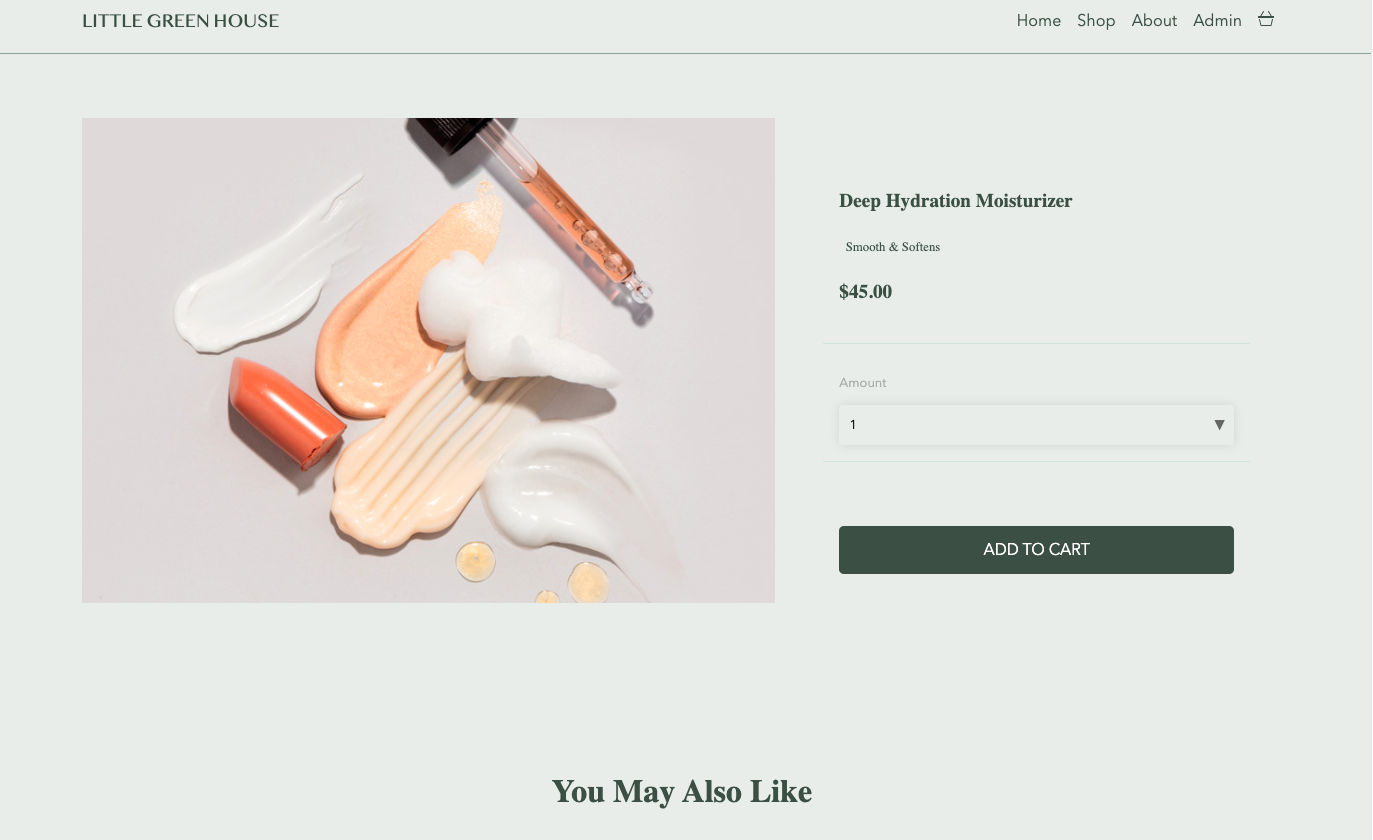 LITTLE GREEN HOUSE
Home Shop About Admin
Deep Hydration Moisturizer
Smooth & Softens
$45.00
Amount
1
ADD TO CART
You May Also Like